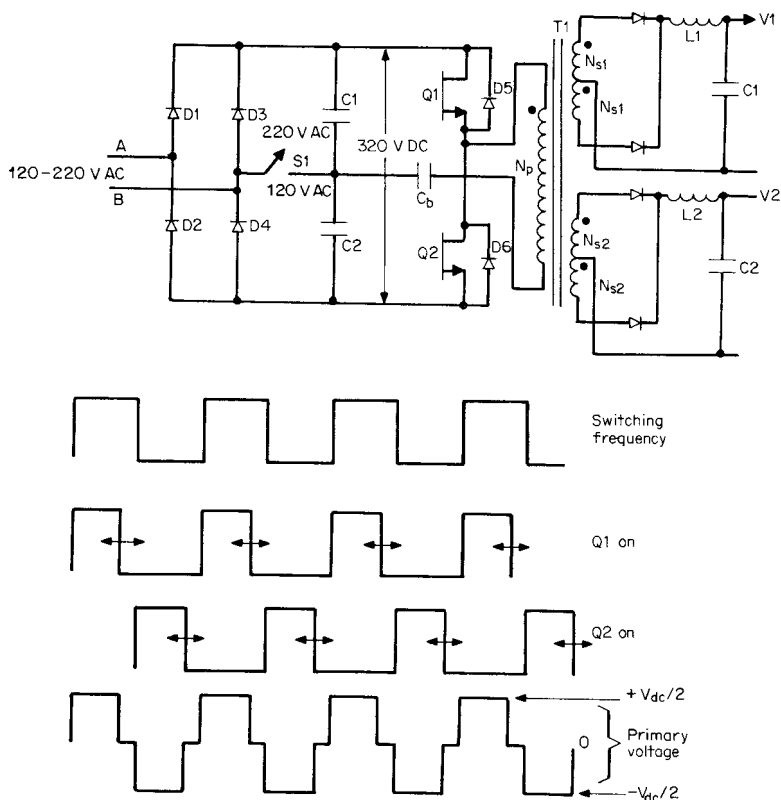 T1
V1
L1
D5
Q1
Ns1
C1
D1
D3
C1
Ns1
220 V AC
320 V DC
A
S1
Np
120-220 V AC
120 V AC
B
Cb
V2
L2
D2
D4
C2
D6
Q2
Ns2
C2
Ns2
Switching
frequency
Q1 on
Q2 on
+ Vdc/2
0
Primary
voltage
-Vdc/2